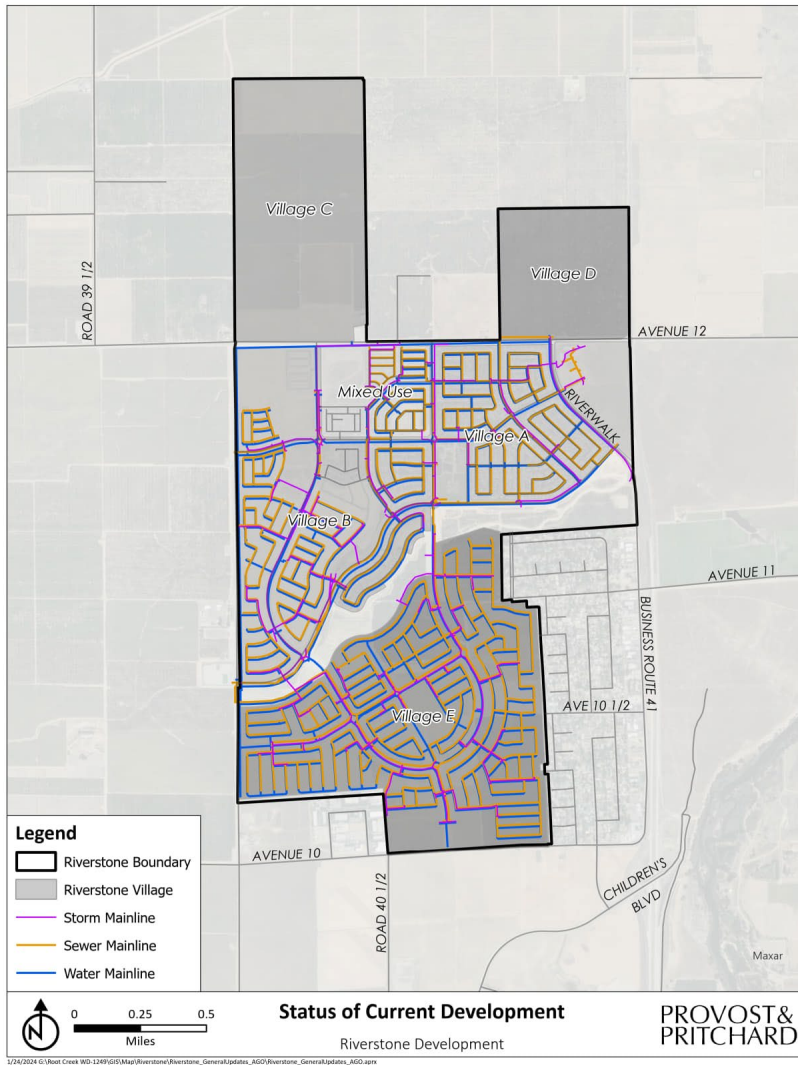 Village C
Village D
ROAD 39 1/2
AVENUE 12
Mixed Use
RIVERWALK
Village A
Village B
AVENUE 11
BUSINESS ROUTE 41
AVE 10 1/2
Village E
Legend
Riverstone Boundary
Riverstone Village
Storm Mainline
Sewer Mainline
Water Mainline
AVENUE 10
ROAD 40 1/2
CHILDREN'S
BLVD
Maxar
N
0 0.25 0.5
Miles
Status of Current Development
Riverstone Development
PROVOST&
PRITCHARD
1/24/2024 G:\Root Creek WD-1249\GIS\Map\Riverstone\Riverstone_GeneralUpdates_AGO\Riverstone_GeneralUpdates_AGO.aprx